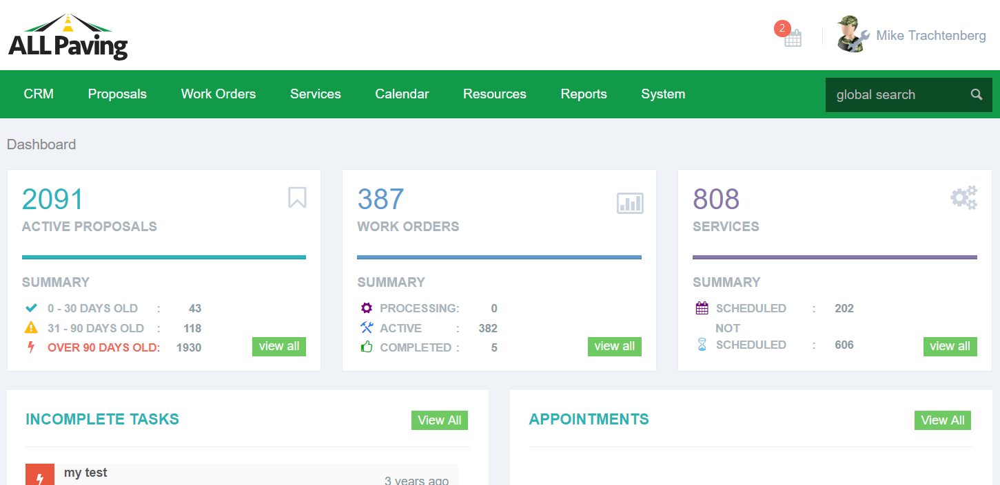 ALL Paving
2
Mike Trachtenberg
CRM Proposals Work Orders Services Calendar Resources Reports System
global search
Dashboard
2091
ACTIVE PROPOSALS
SUMMARY
0 - 30 DAYS OLD : 43
31 - 90 DAYS OLD : 118
OVER 90 DAYS OLD: 1930
view all
387
WORK ORDERS
SUMMARY
PROCESSING: 0
ACTIVE : 382
COMPLETED : 5
view all
808
SERVICES
SUMMARY
SCHEDULED : 202
NOT
SCHEDULED : 606
view all
INCOMPLETE TASKS
View All
my test
3 years ago
APPOINTMENTS
View All